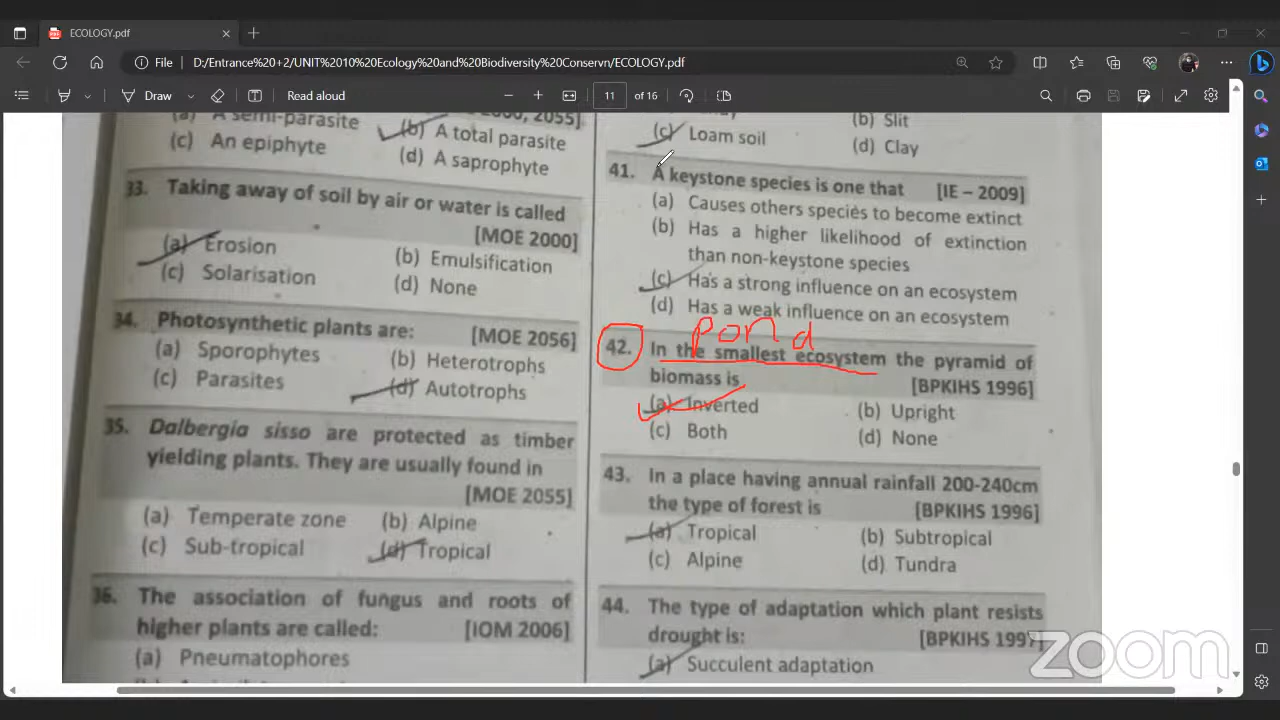 ECOLOGY.pdf
File
D:/Entrance%20+2/UNIT%2010%20Ecology%20and%20Biodiversity%20Conservn/ECOLOGY.pdf
Draw
Read aloud
11 of 16
(a) A semi-parasite
2055]
(b) A total parasite
(c) An epiphyte
(d) A saprophyte
33. Taking away of soil by air or water is called
[MOE 2000]
(a) Erosion
(b) Emulsification
(c) Solarisation
(d) None
34. Photosynthetic plants are: [MOE 2056]
(a) Sporophytes
(b) Heterotrophs
(c) Parasites
(d) Autotrophs
35. Dalbergia sisso are protected as timber
yielding plants. They are usually found in
[MOE 2055]
(a) Temperate zone (b) Alpine
(c) Sub-tropical (d) Tropical
36. The association of fungus and roots of
higher plants are called: [IOM 2006]
(a) Pneumatophores
(b) Slit
(c) Loam soil
(d) Clay
41. A keystone species is one that [IE – 2009]
(a) Causes others species to become extinct
(b) Has a higher likelihood of extinction
than non-keystone species
(c) Has a strong influence on an ecosystem
(d) Has a weak influence on an ecosystem
pond
42. In the smallest ecosystem the pyramid of
biomass is [BPKIHS 1996]
(a) Inverted (b) Upright
(c) Both (d) None
43. In a place having annual rainfall 200-240cm
the type of forest is [BPKIHS 1996]
(a) Tropical (b) Subtropical
(c) Alpine (d) Tundra
44. The type of adaptation which plant resists
drought is: [BPKIHS 1997]
(a) Succulent adaptation
zoom